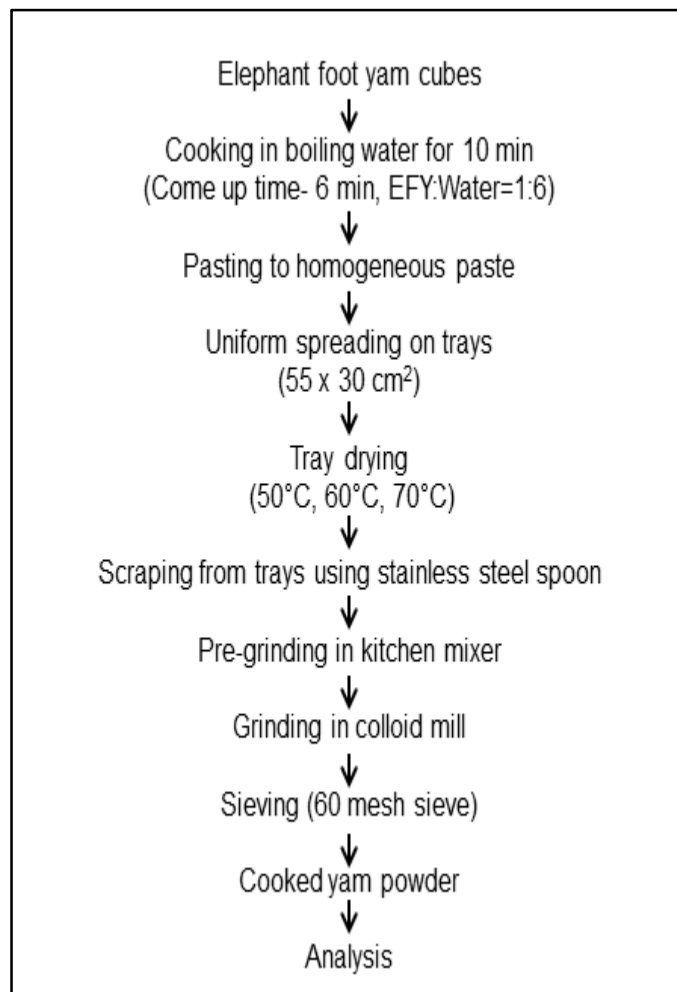 Elephant foot yam cubes
Cooking in boiling water for 10 min
(Come up time- 6 min, EFY:Water=1:6)
Pasting to homogeneous paste
Uniform spreading on trays
(55 x 30 cm²)
Tray drying
(50°C, 60°C, 70°C)
Scraping from trays using stainless steel spoon
Pre-grinding in kitchen mixer
Grinding in colloid mill
Sieving (60 mesh sieve)
Cooked yam powder
Analysis